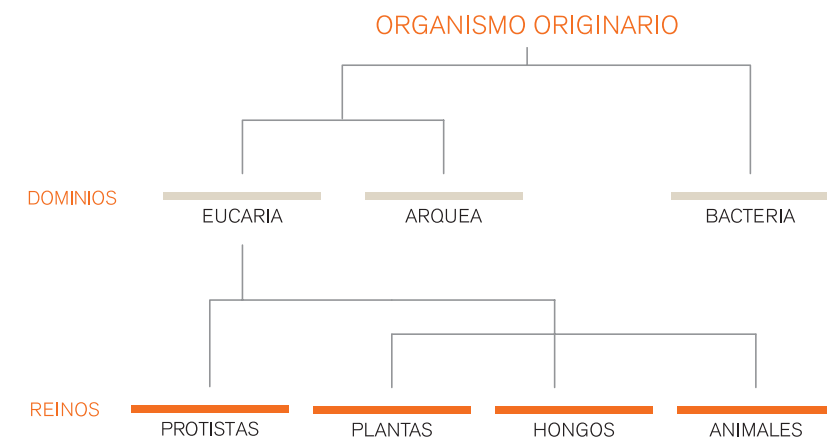 ORGANISMO ORIGINARIO
DOMINIOS
EUCARIA
ARQUEA
BACTERIA
REINOS
PROTISTAS
PLANTAS
HONGOS
ANIMALES